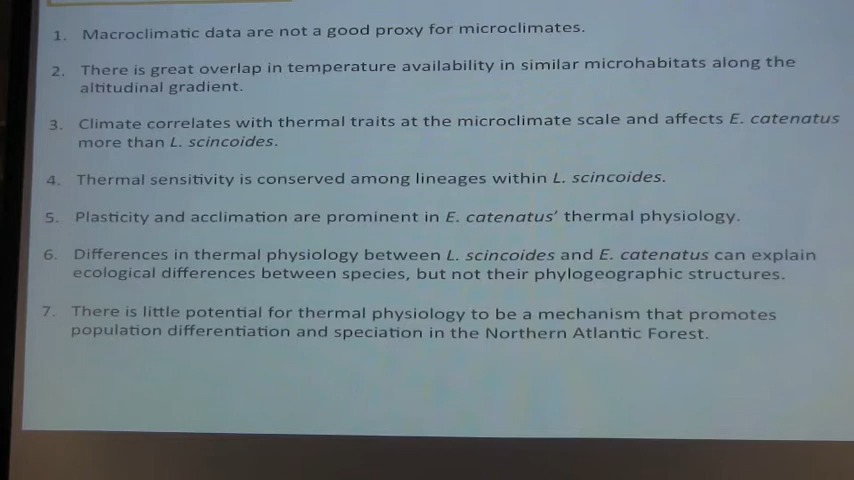 1. Macroclimatic data are not a good proxy for microclimates.
2. There is great overlap in temperature availability in similar microhabitats along the
altitudinal gradient.
3. Climate correlates with thermal traits at the microclimate scale and affects E. catenatus
more than L. scincoides.
4. Thermal sensitivity is conserved among lineages within L. scincoides.
5. Plasticity and acclimation are prominent in E. catenatus’ thermal physiology.
6. Differences in thermal physiology between L. scincoides and E. catenatus can explain
ecological differences between species, but not their phylogeographic structures.
7. There is little potential for thermal physiology to be a mechanism that promotes
population differentiation and speciation in the Northern Atlantic Forest.